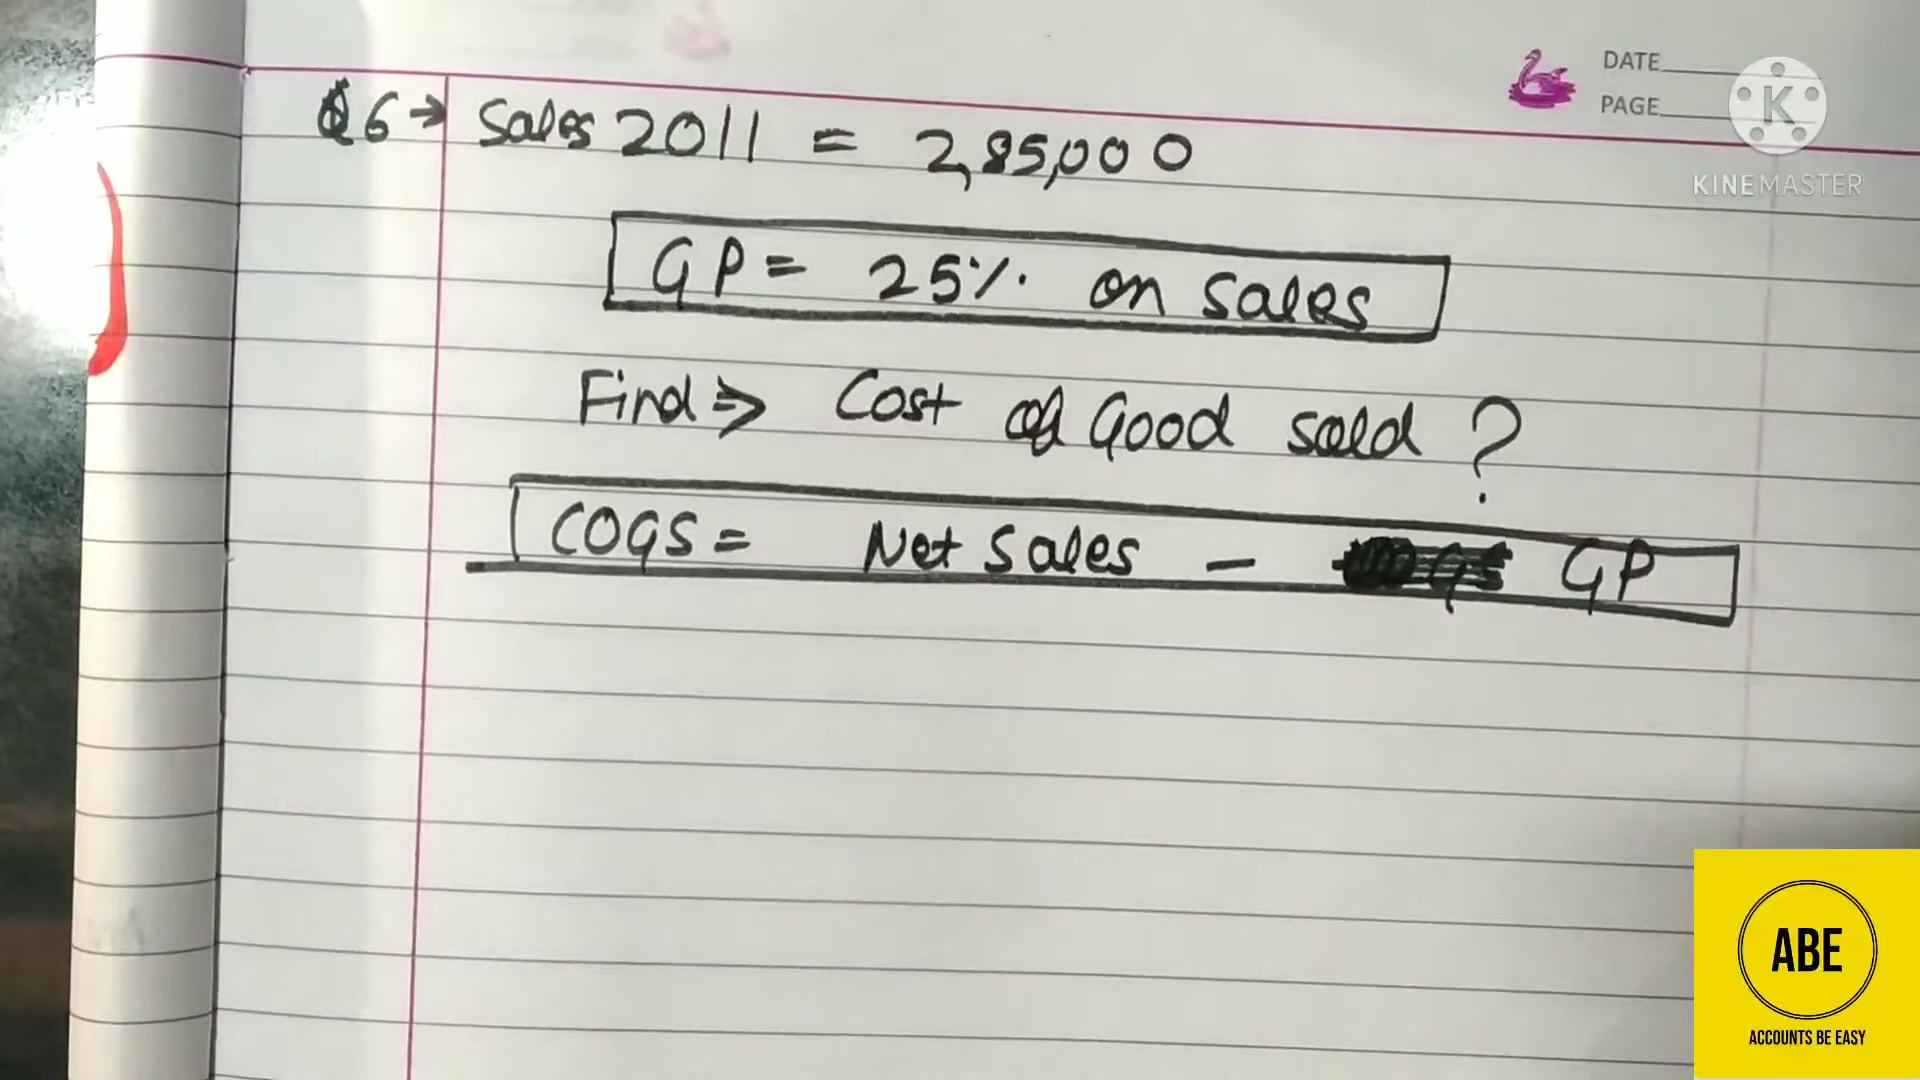 DATE
PAGE
K
KINEMASTER
Q6→ Sales 2011 = 2,85,000
GP = 25% on Sales
Find ⇒ Cost of Good sold ?
COGS = Net Sales - GP
ABE
ACCOUNTS BE EASY